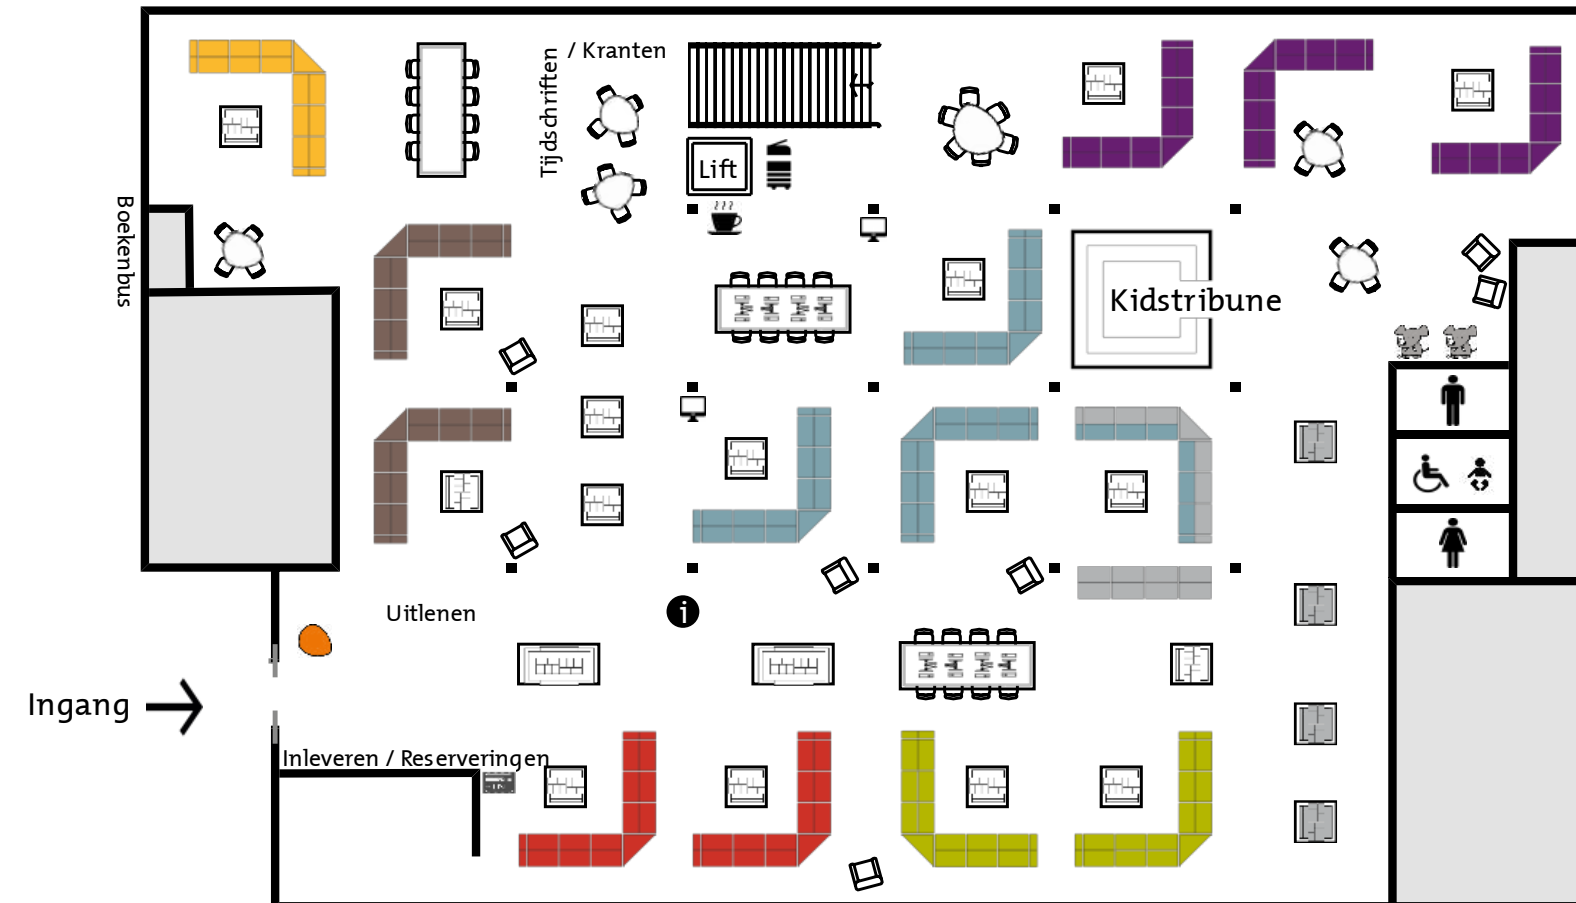 / Kranten
Tijdschriften
Lift
Boekenbus
Kidstribune
Uitlenen
i
Ingang
Inleveren / Reserveringen